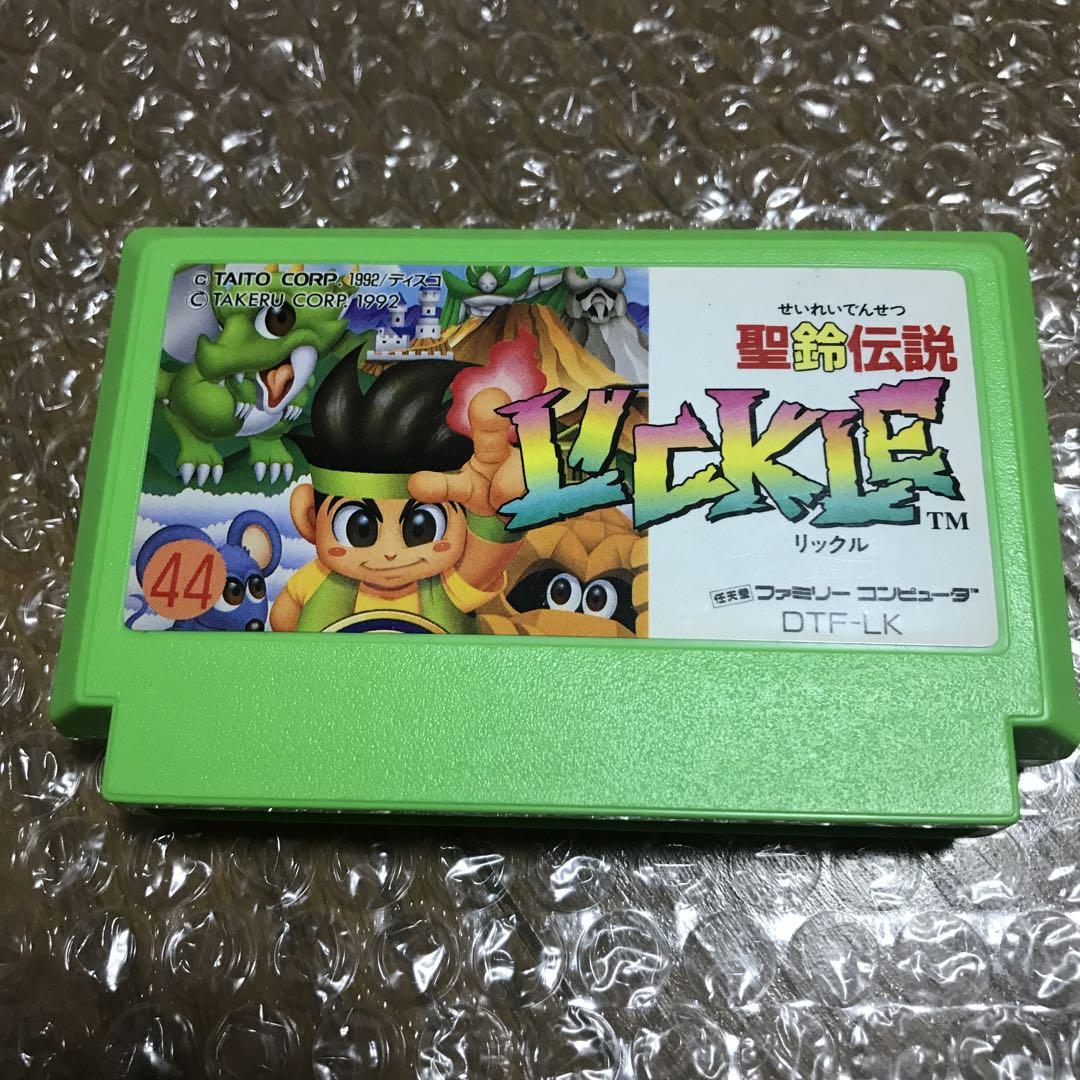 © TAITO CORP. 1992/ディスコ
© TAKERU CORP. 1992
せいれいでんせつ
聖鈴伝説
LICKLE TM
リックル
44
任天堂 ファミリー コンピュータ
DTF-LK